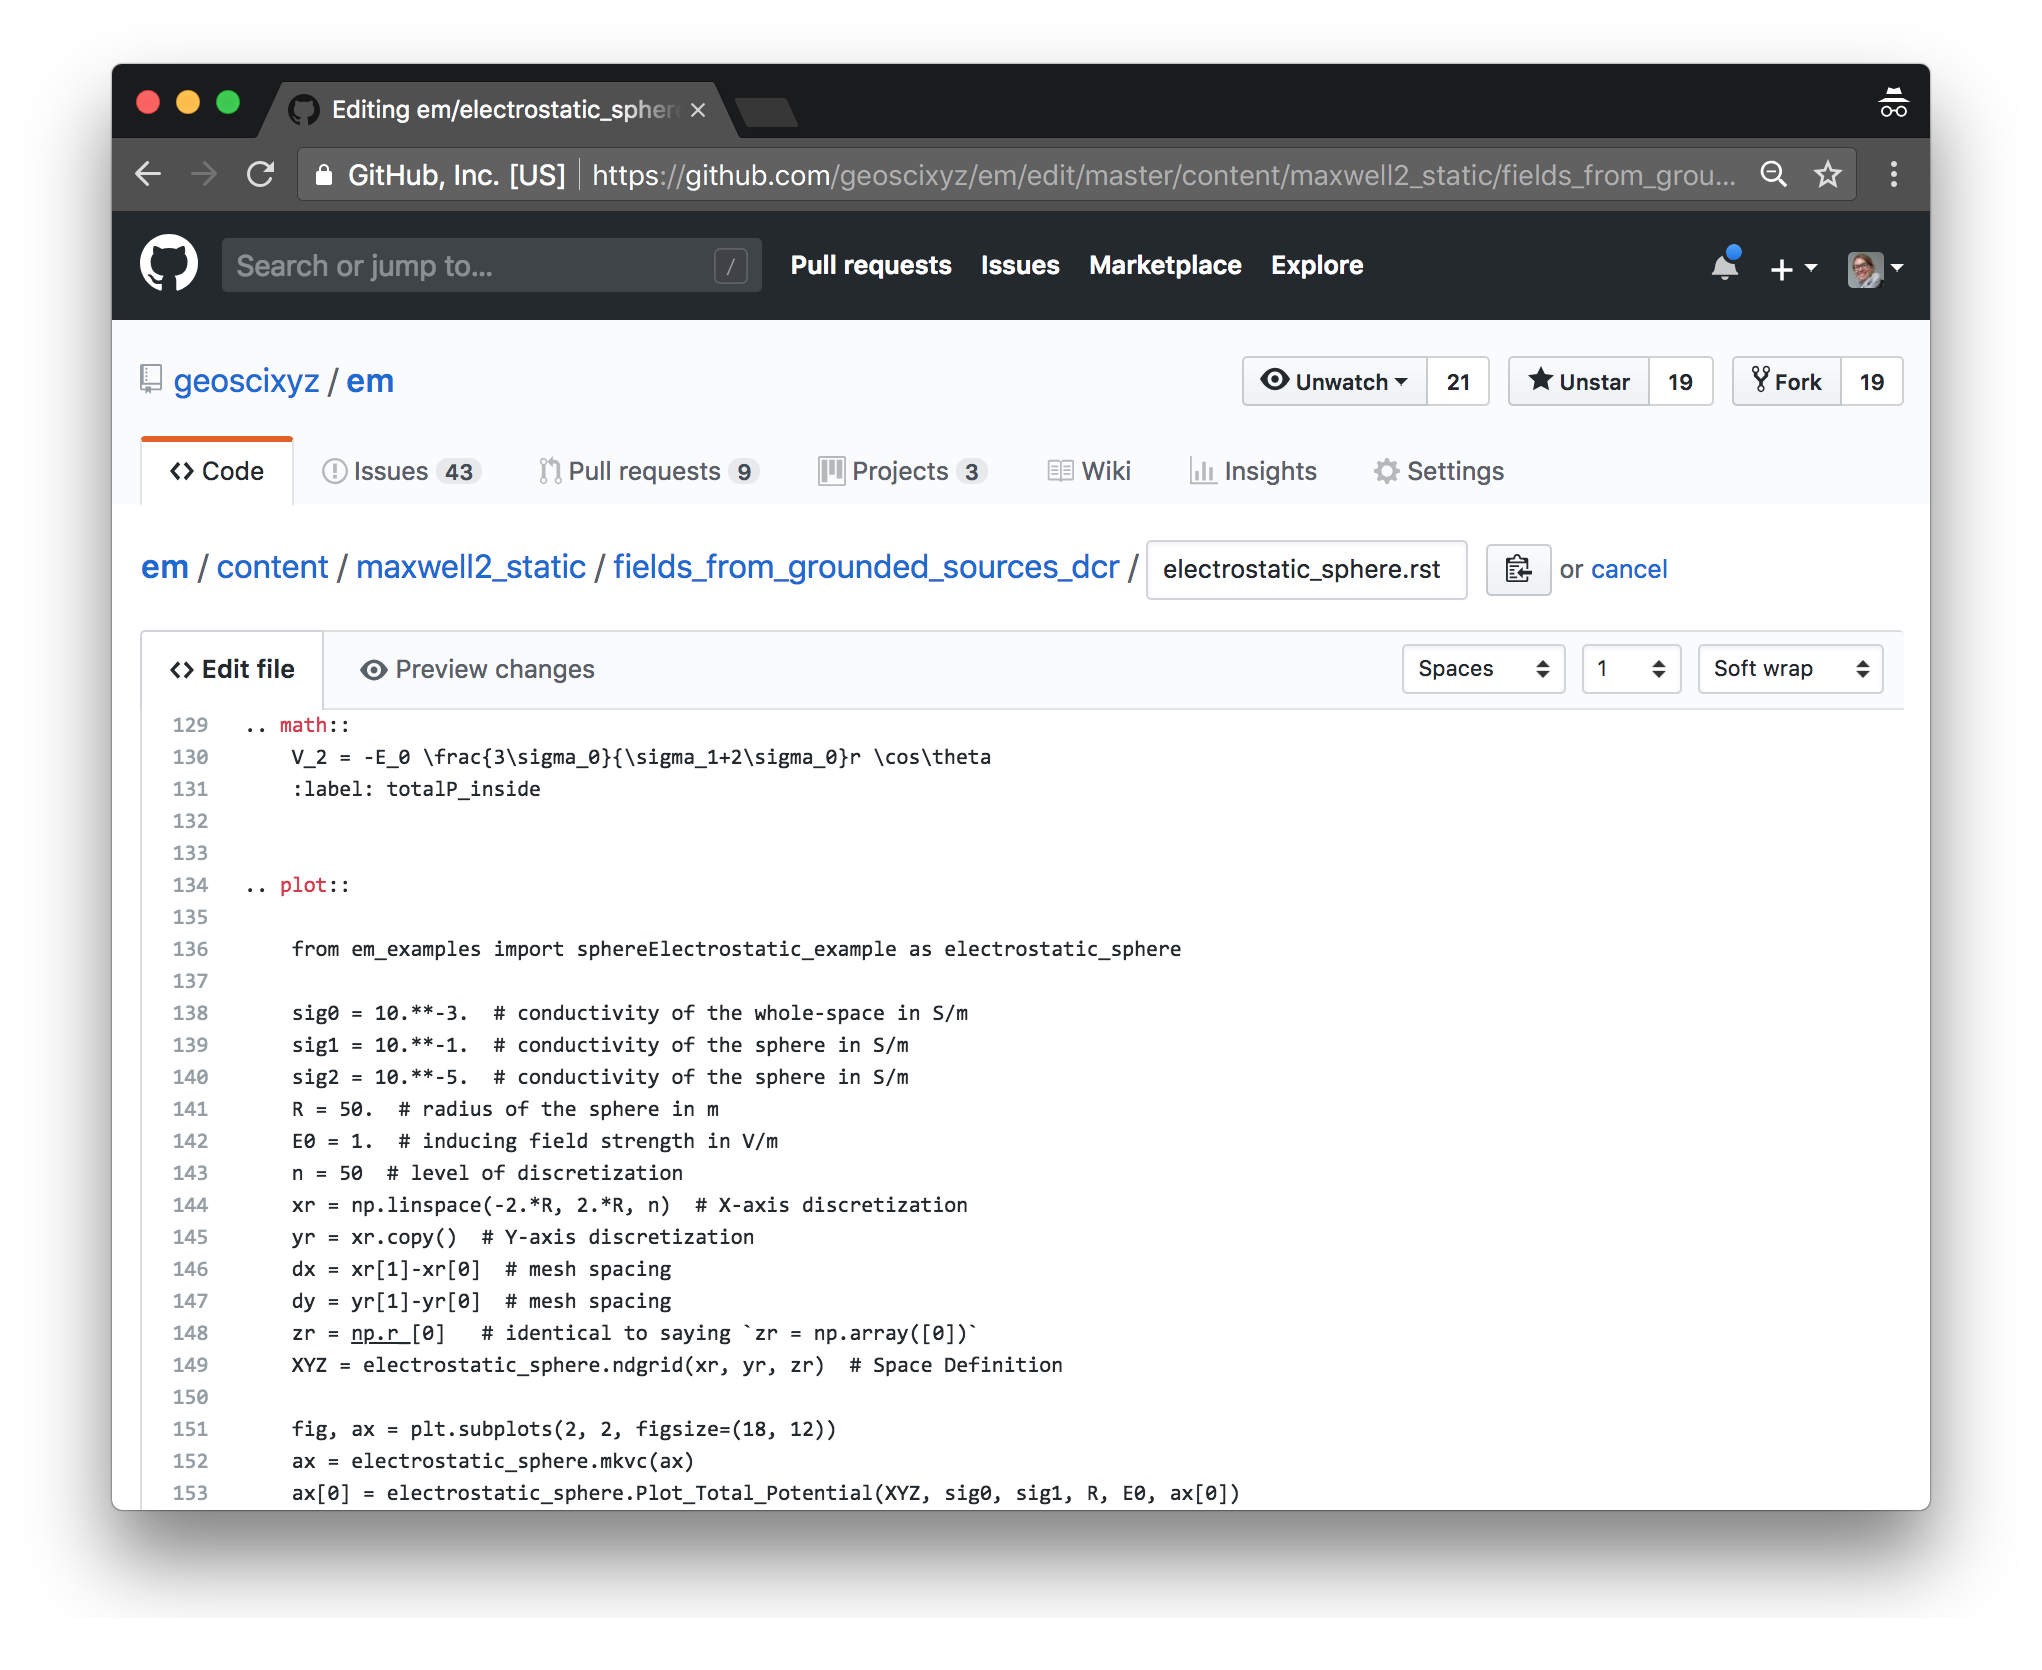 Editing em/electrostatic_sphere
GitHub, Inc. [US] https://github.com/geoscixyz/em/edit/master/content/maxwell2_static/fields_from_grou...
Search or jump to... / Pull requests Issues Marketplace Explore
geoscixyz / em Unwatch 21 Unstar 19 Fork 19
Code Issues 43 Pull requests 9 Projects 3 Wiki Insights Settings
em / content / maxwell2_static / fields_from_grounded_sources_dcr / electrostatic_sphere.rst or cancel
Edit file Preview changes Spaces 1 Soft wrap
129 .. math::
130     V_2 = -E_0 \frac{3\sigma_0}{\sigma_1+2\sigma_0}r \cos\theta
131     :label: totalP_inside
132
133
134 .. plot::
135
136     from em_examples import sphereElectrostatic_example as electrostatic_sphere
137
138     sig0 = 10.**-3.  # conductivity of the whole-space in S/m
139     sig1 = 10.**-1.  # conductivity of the sphere in S/m
140     sig2 = 10.**-5.  # conductivity of the sphere in S/m
141     R = 50.  # radius of the sphere in m
142     E0 = 1.  # inducing field strength in V/m
143     n = 50  # level of discretization
144     xr = np.linspace(-2.*R, 2.*R, n)  # X-axis discretization
145     yr = xr.copy()  # Y-axis discretization
146     dx = xr[1]-xr[0]  # mesh spacing
147     dy = yr[1]-yr[0]  # mesh spacing
148     zr = np.r_[0]   # identical to saying `zr = np.array([0])`
149     XYZ = electrostatic_sphere.ndgrid(xr, yr, zr)  # Space Definition
150
151     fig, ax = plt.subplots(2, 2, figsize=(18, 12))
152     ax = electrostatic_sphere.mkvc(ax)
153     ax[0] = electrostatic_sphere.Plot_Total_Potential(XYZ, sig0, sig1, R, E0, ax[0])